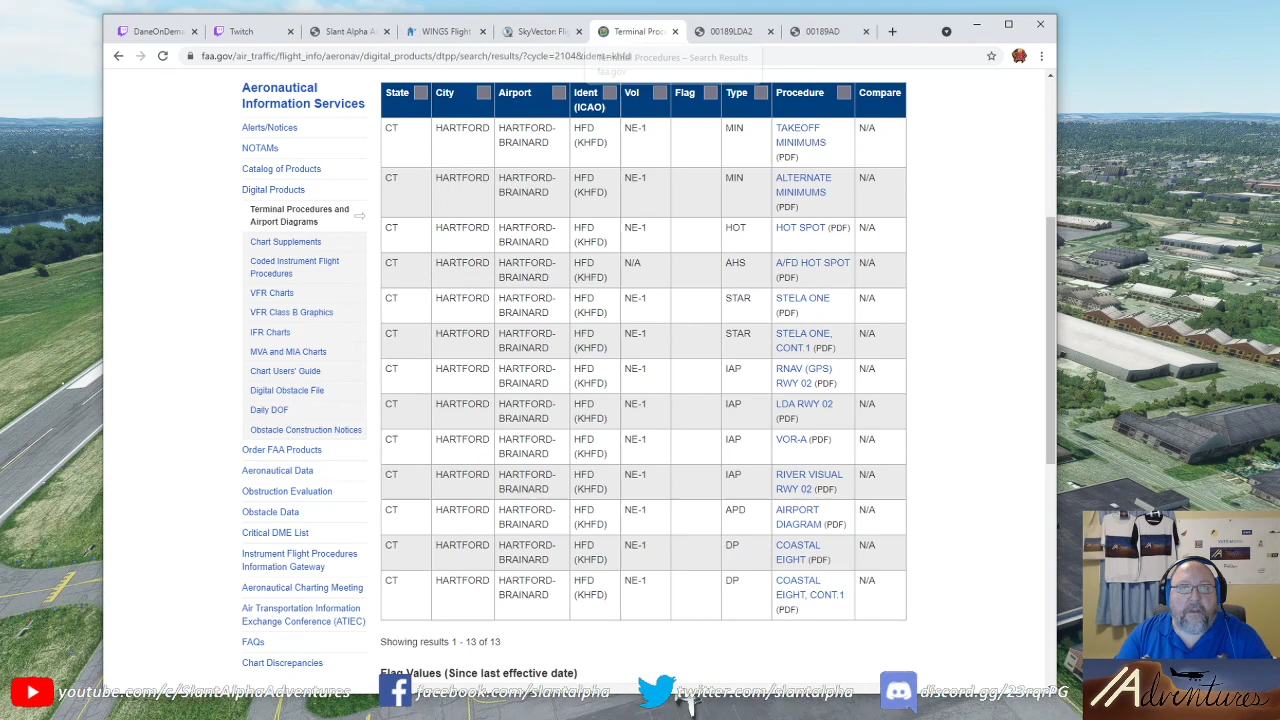 DaneOnDema
Twitch
Slant Alpha A
WINGS Flight
SkyVector: Fli
Terminal Proc
00189LDA2
00189AD
faa.gov/air_traffic/flight_info/aeronav/digital_products/dtpp/search/results/?cycle=2104&ident=khfd
Terminal Procedures – Search Results
faa.gov
Aeronautical
Information Services
Alerts/Notices
NOTAMs
Catalog of Products
Digital Products
Terminal Procedures and
Airport Diagrams
Chart Supplements
Coded Instrument Flight
Procedures
VFR Charts
VFR Class B Graphics
IFR Charts
MVA and MIA Charts
Chart Users' Guide
Digital Obstacle File
Daily DOF
Obstacle Construction Notices
Order FAA Products
Aeronautical Data
Obstruction Evaluation
Obstacle Data
Critical DME List
Instrument Flight Procedures
Information Gateway
Aeronautical Charting Meeting
Air Transportation Information
Exchange Conference (ATIEC)
FAQs
Chart Discrepancies
State City Airport Ident Vol Flag Type Procedure Compare
(ICAO)
CT HARTFORD HARTFORD- HFD NE-1 MIN TAKEOFF N/A
BRAINARD (KHFD) MINIMUMS
(PDF)
CT HARTFORD HARTFORD- HFD NE-1 MIN ALTERNATE N/A
BRAINARD (KHFD) MINIMUMS
(PDF)
CT HARTFORD HARTFORD- HFD NE-1 HOT HOT SPOT (PDF) N/A
BRAINARD (KHFD)
CT HARTFORD HARTFORD- HFD N/A AHS A/FD HOT SPOT N/A
BRAINARD (KHFD) (PDF)
CT HARTFORD HARTFORD- HFD NE-1 STAR STELA ONE N/A
BRAINARD (KHFD) (PDF)
CT HARTFORD HARTFORD- HFD NE-1 STAR STELA ONE, N/A
BRAINARD (KHFD) CONT.1 (PDF)
CT HARTFORD HARTFORD- HFD NE-1 IAP RNAV (GPS) N/A
BRAINARD (KHFD) RWY 02 (PDF)
CT HARTFORD HARTFORD- HFD NE-1 IAP LDA RWY 02 N/A
BRAINARD (KHFD) (PDF)
CT HARTFORD HARTFORD- HFD NE-1 IAP VOR-A (PDF) N/A
BRAINARD (KHFD)
CT HARTFORD HARTFORD- HFD NE-1 IAP RIVER VISUAL N/A
BRAINARD (KHFD) RWY 02 (PDF)
CT HARTFORD HARTFORD- HFD NE-1 APD AIRPORT N/A
BRAINARD (KHFD) DIAGRAM (PDF)
CT HARTFORD HARTFORD- HFD NE-1 DP COASTAL N/A
BRAINARD (KHFD) EIGHT (PDF)
CT HARTFORD HARTFORD- HFD NE-1 DP COASTAL N/A
BRAINARD (KHFD) EIGHT, CONT.1
(PDF)
Showing results 1 - 13 of 13
Flag Values (Since last effective date)
youtube.com/c/SlantAlphaAdventures
facebook.com/slantalpha
twitter.com/slantalpha
discord.gg/23rqrPG
Adventures